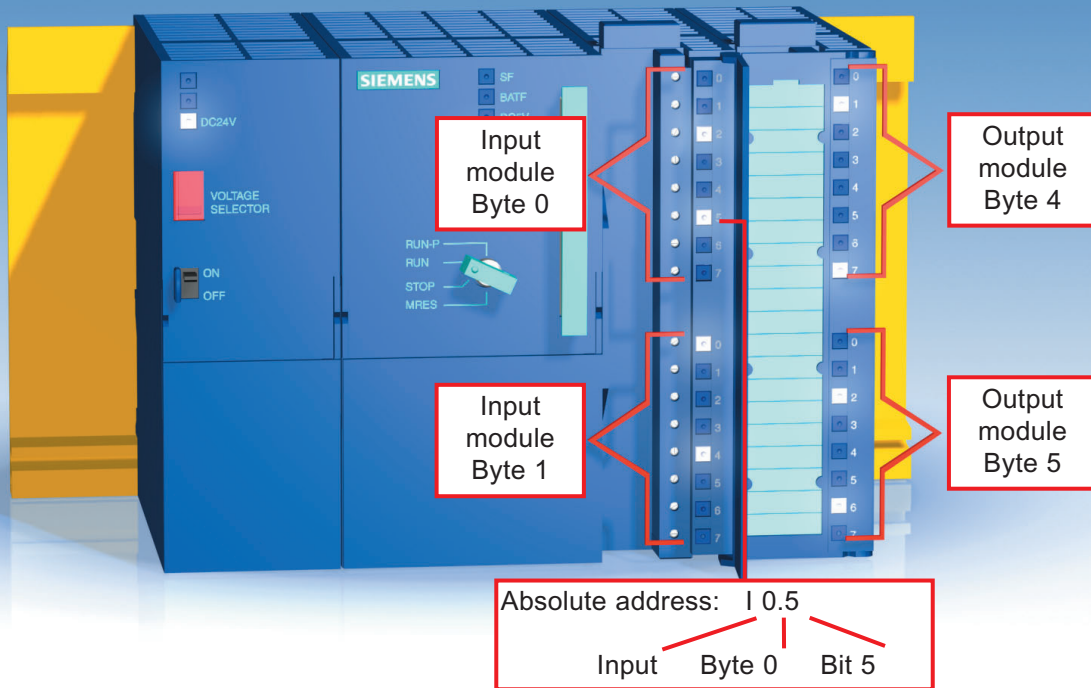 DC24V
VOLTAGE
SELECTOR
ON
OFF
SIEMENS
SF
BATF
RUN-P
RUN
STOP
MRES
Input
module
Byte 0
0
1
2
3
4
5
6
7
Input
module
Byte 1
0
1
2
3
4
5
6
7
0
1
2
3
4
5
6
7
Output
module
Byte 4
0
1
2
3
4
5
6
7
Output
module
Byte 5
Absolute address: I 0.5
Input Byte 0 Bit 5